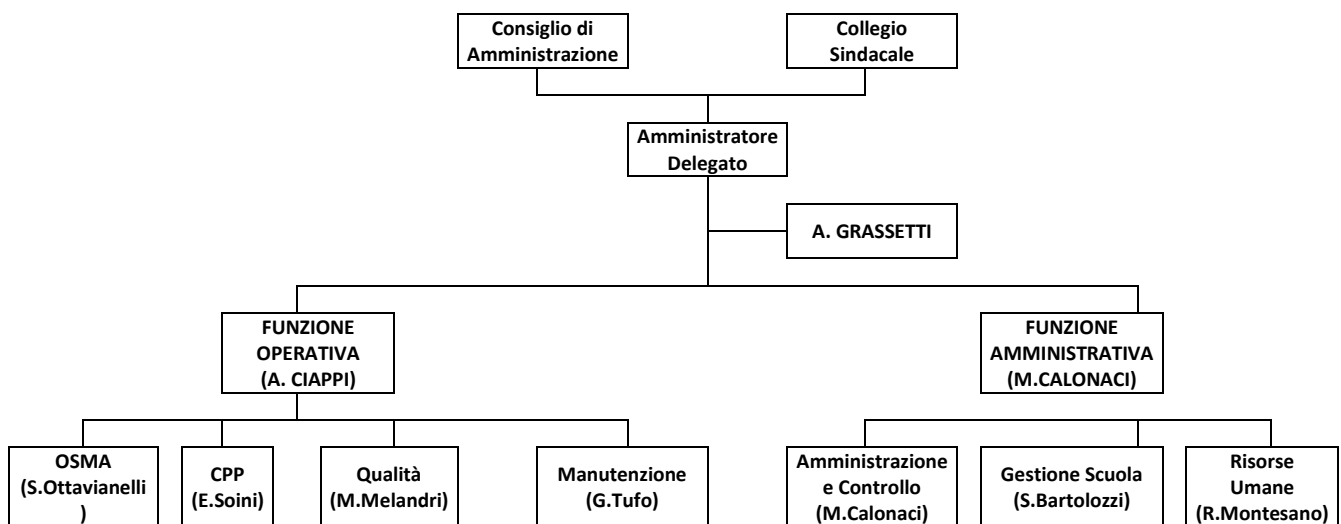 Consiglio di
Amministrazione
Collegio
Sindacale
Amministratore
Delegato
A. GRASSETTI
FUNZIONE
OPERATIVA
(A. CIAPPI)
FUNZIONE
AMMINISTRATIVA
(M.CALONACI)
OSMA
(S.Ottavianelli
)
CPP
(E.Soini)
Qualità
(M.Melandri)
Manutenzione
(G.Tufo)
Amministrazione
e Controllo
(M.Calonaci)
Gestione Scuola
(S.Bartolozzi)
Risorse
Umane
(R.Montesano)